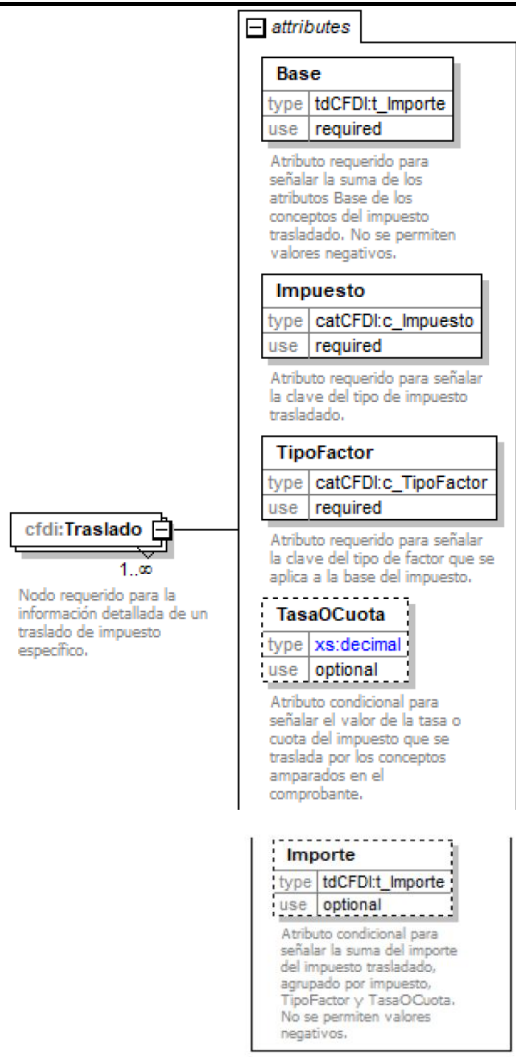 attributes
Base
type tdCFDI:t_Importe
use required
Atributo requerido para
señalar la suma de los
atributos Base de los
conceptos del impuesto
trasladado. No se permiten
valores negativos.
Impuesto
type catCFDI:c_Impuesto
use required
Atributo requerido para señalar
la clave del tipo de impuesto
trasladado.
TipoFactor
type catCFDI:c_TipoFactor
use required
Atributo requerido para señalar
la clave del tipo de factor que se
aplica a la base del impuesto.
cfdi:Traslado
1..∞
Nodo requerido para la
información detallada de un
traslado de impuesto
específico.
TasaOCuota
type xs:decimal
use optional
Atributo condicional para
señalar el valor de la tasa o
cuota del impuesto que se
traslada por los conceptos
amparados en el
comprobante.
Importe
type tdCFDI:t_Importe
use optional
Atributo condicional para
señalar la suma del importe
del impuesto trasladado,
agrupado por impuesto,
TipoFactor y TasaOCuota.
No se permiten valores
negativos.